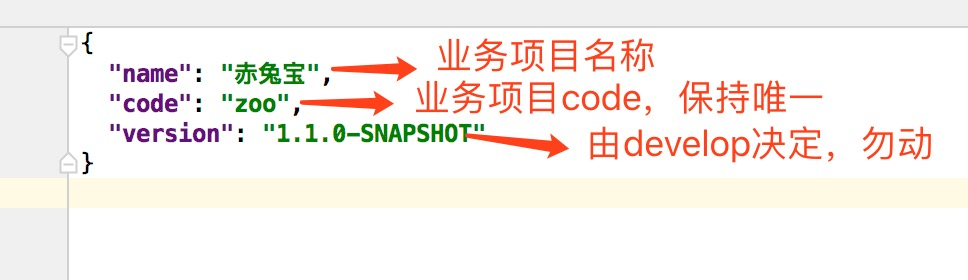 {
"name": "赤兔宝", 业务项目名称
"code": "zoo", 业务项目code，保持唯一
"version": "1.1.0-SNAPSHOT" 由develop决定，勿动
}